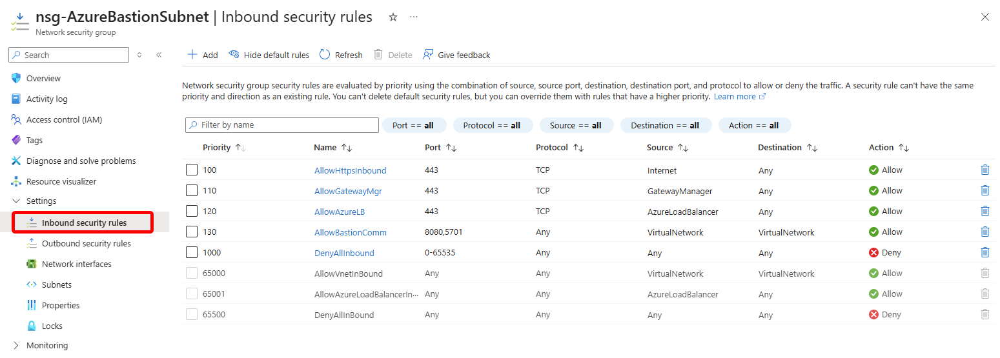 nsg-AzureBastionSubnet | Inbound security rules
Network security group
Search
Add Hide default rules Refresh Delete Give feedback
Overview
Activity log
Access control (IAM)
Tags
Diagnose and solve problems
Resource visualizer
Settings
Inbound security rules
Outbound security rules
Network interfaces
Subnets
Properties
Locks
Monitoring
Network security group security rules are evaluated by priority using the combination of source, source port, destination, destination port, and protocol to allow or deny the traffic. A security rule can't have the same
priority and direction as an existing rule. You can't delete default security rules, but you can override them with rules that have a higher priority. Learn more
Filter by name Port == all Protocol == all Source == all Destination == all Action == all
Priority Name Port Protocol Source Destination Action
100 AllowHttpsInbound 443 TCP Internet Any Allow
110 AllowGatewayMgr 443 TCP GatewayManager Any Allow
120 AllowAzureLB 443 TCP AzureLoadBalancer Any Allow
130 AllowBastionComm 8080,5701 Any VirtualNetwork VirtualNetwork Allow
1000 DenyAllInbound 0-65535 Any Any Any Deny
65000 AllowVnetInBound Any Any VirtualNetwork VirtualNetwork Allow
65001 AllowAzureLoadBalancerIn··· Any Any AzureLoadBalancer Any Allow
65500 DenyAllInBound Any Any Any Any Deny